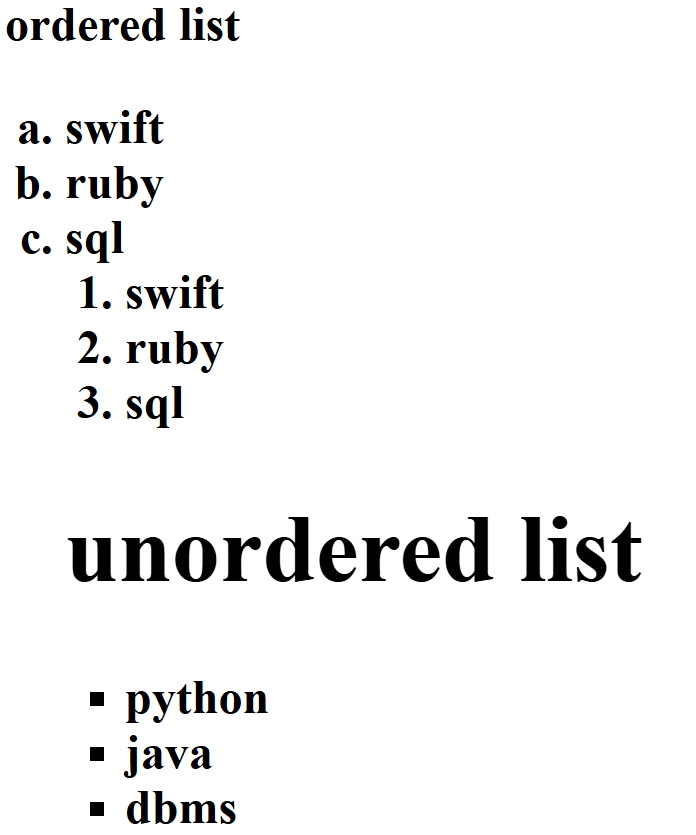 ordered list
a. swift
b. ruby
c. sql
1. swift
2. ruby
3. sql
unordered list
▪ python
▪ java
▪ dbms